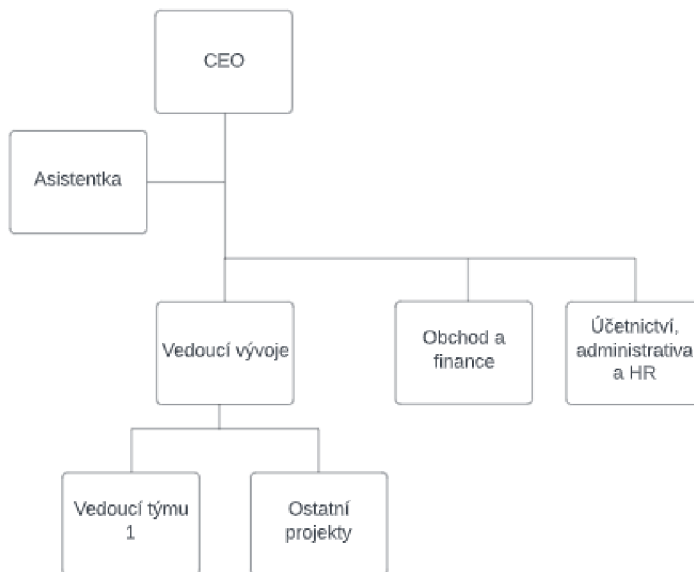 CEO
Asistentka
Vedoucí vývoje
Obchod a
finance
Účetnictví,
administrativa
a HR
Vedoucí týmu
1
Ostatní
projekty